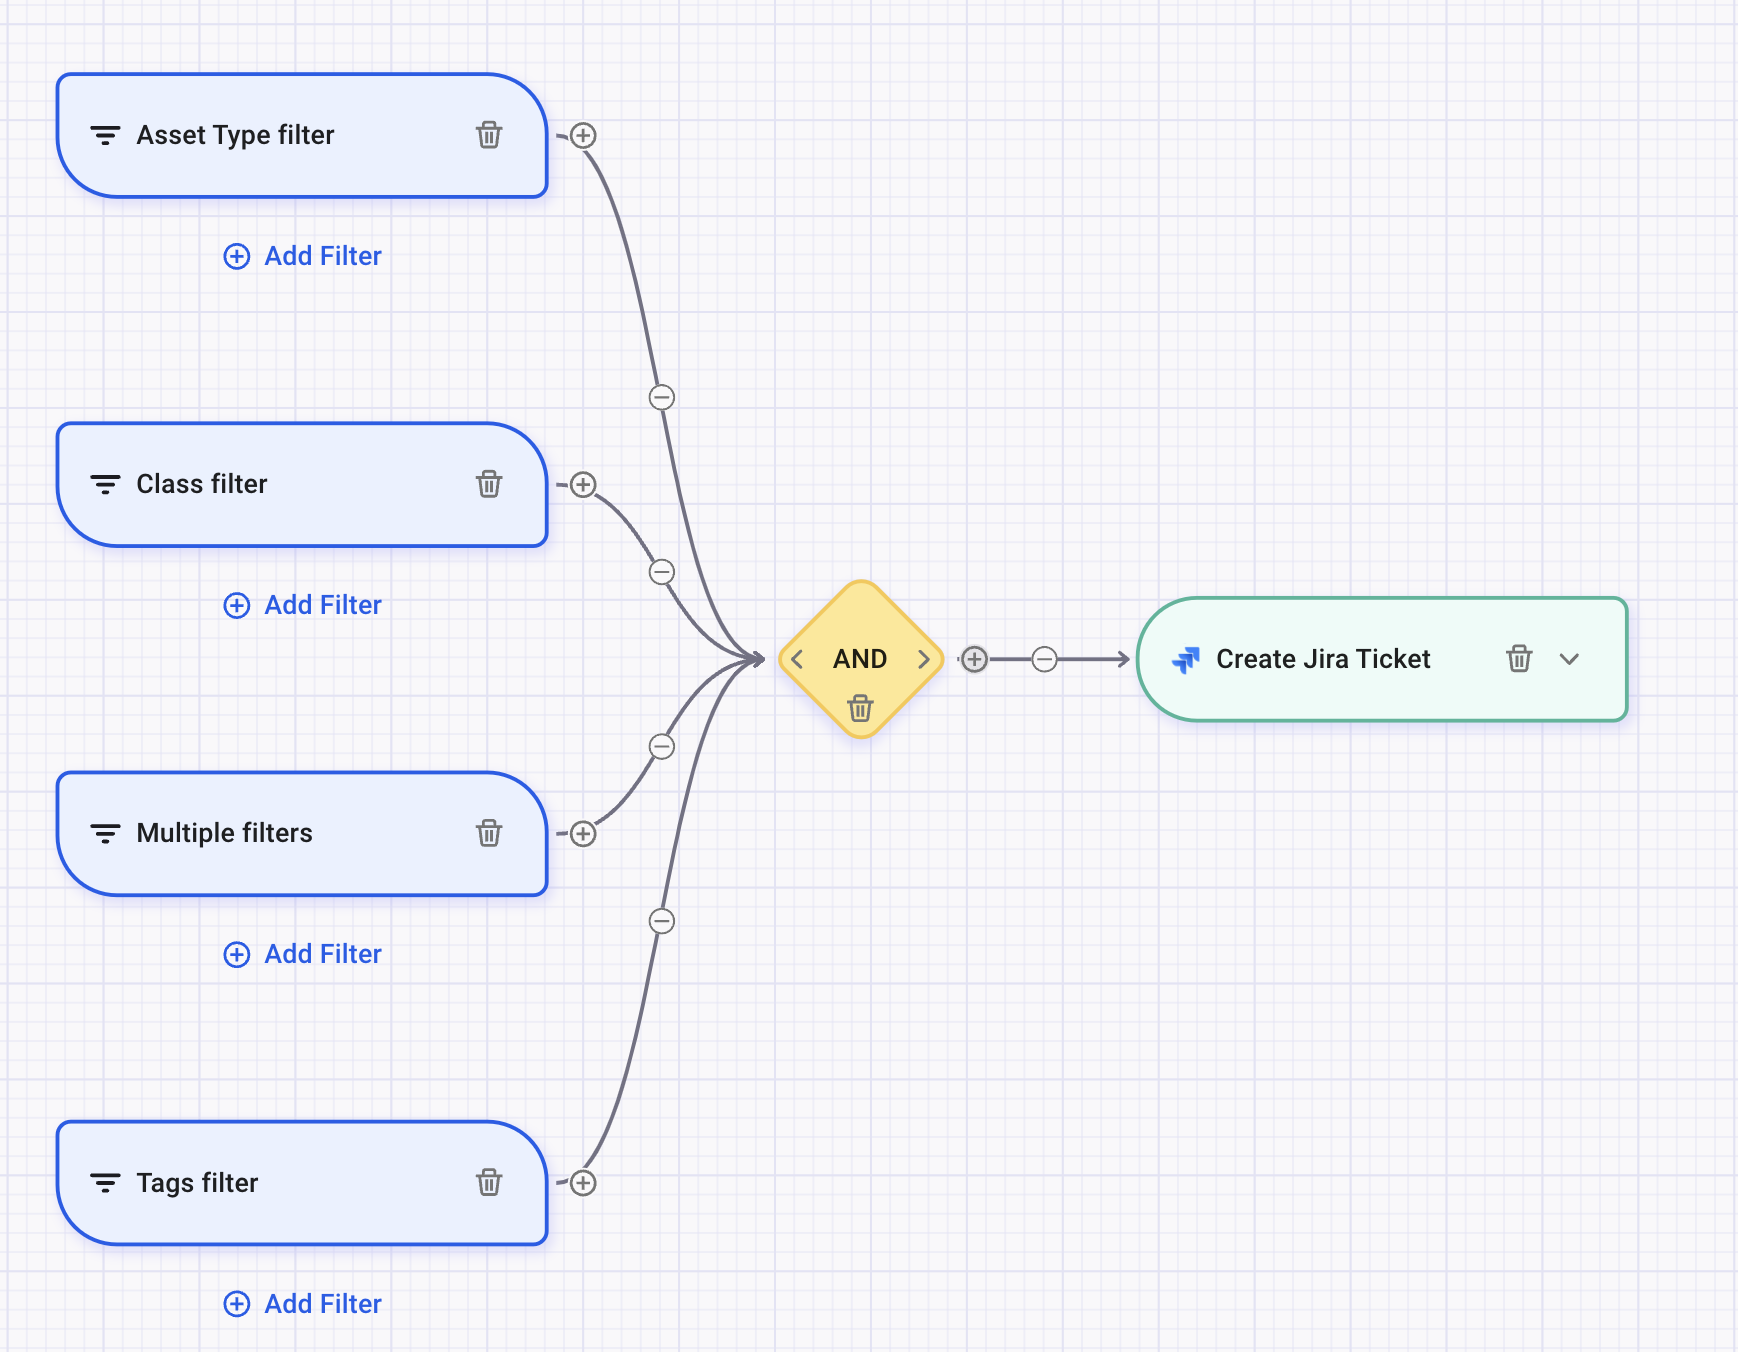 Asset Type filter
Add Filter
Class filter
Add Filter
AND
Create Jira Ticket
Multiple filters
Add Filter
Tags filter
Add Filter